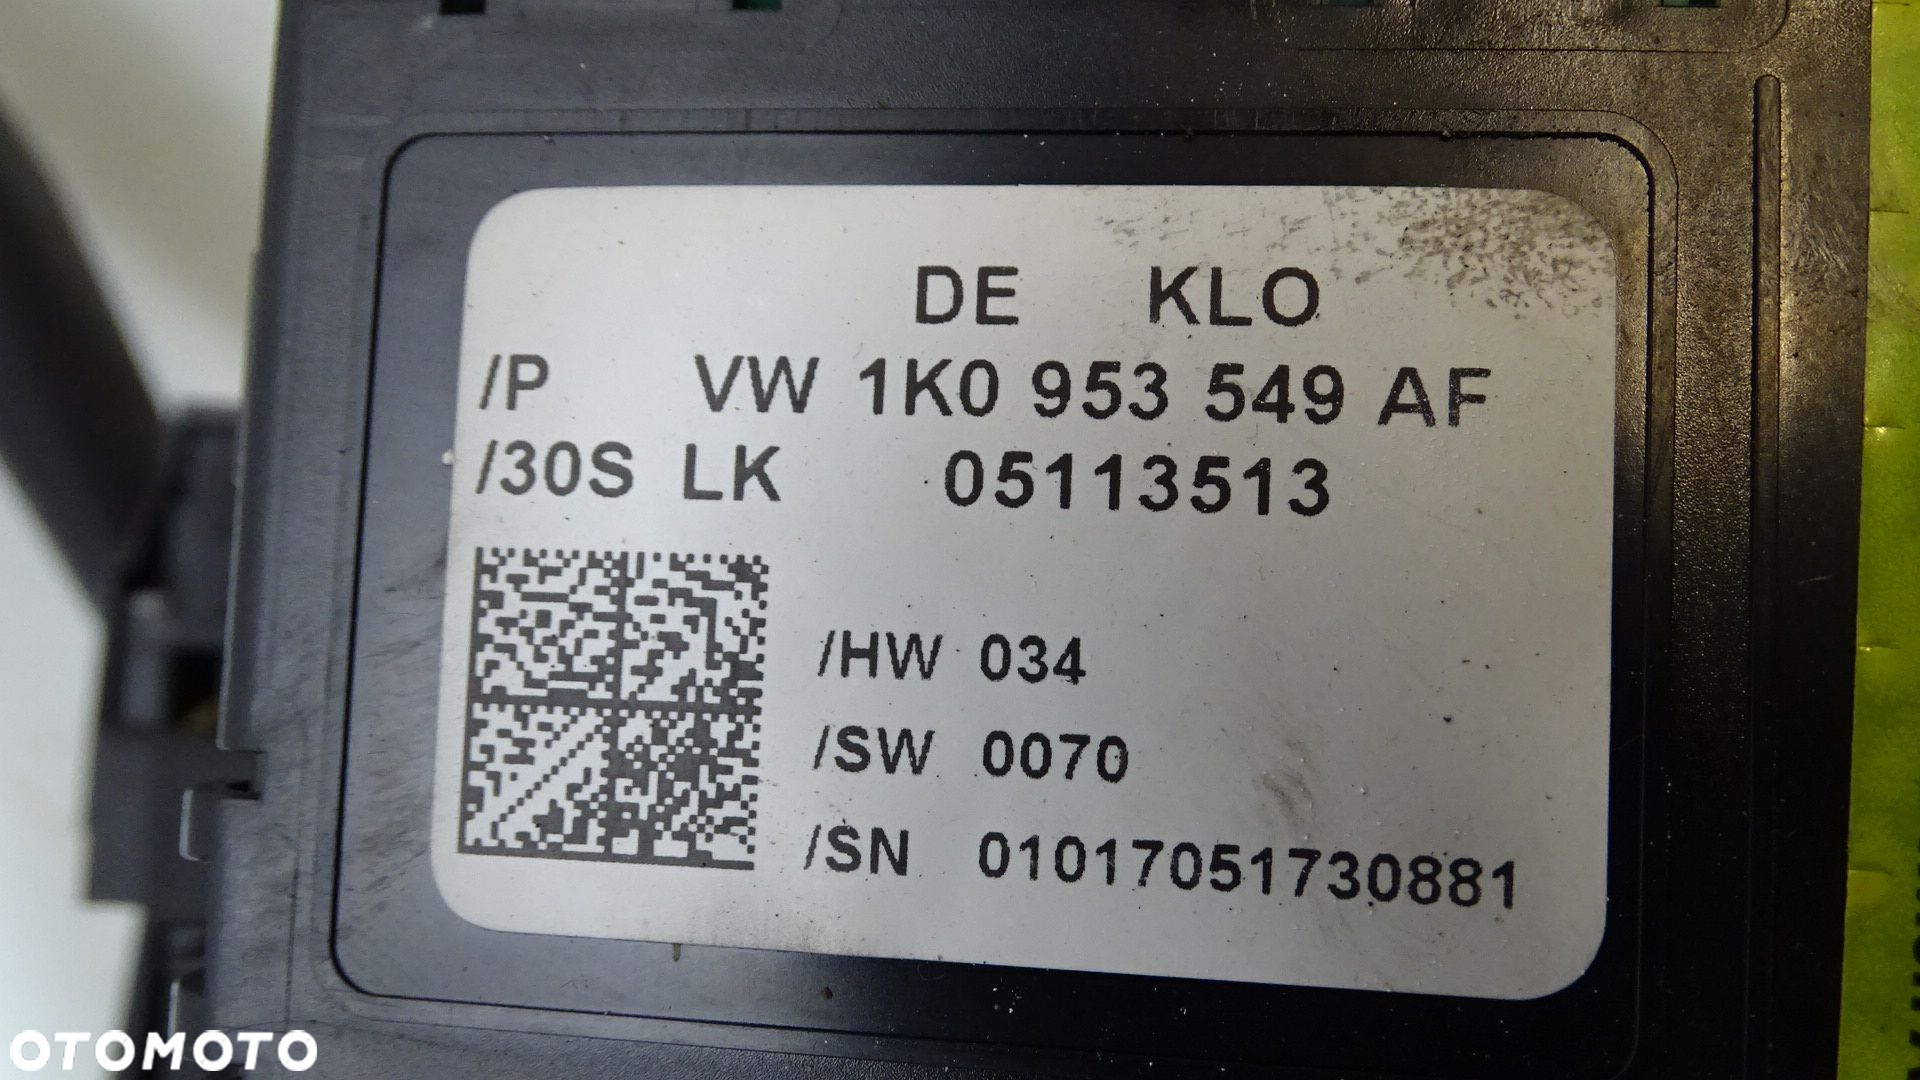 DE KLO
/P VW 1K0 953 549 AF
/30S LK 05113513
/HW 034
/SW 0070
/SN 01017051730881
OTOMOTO